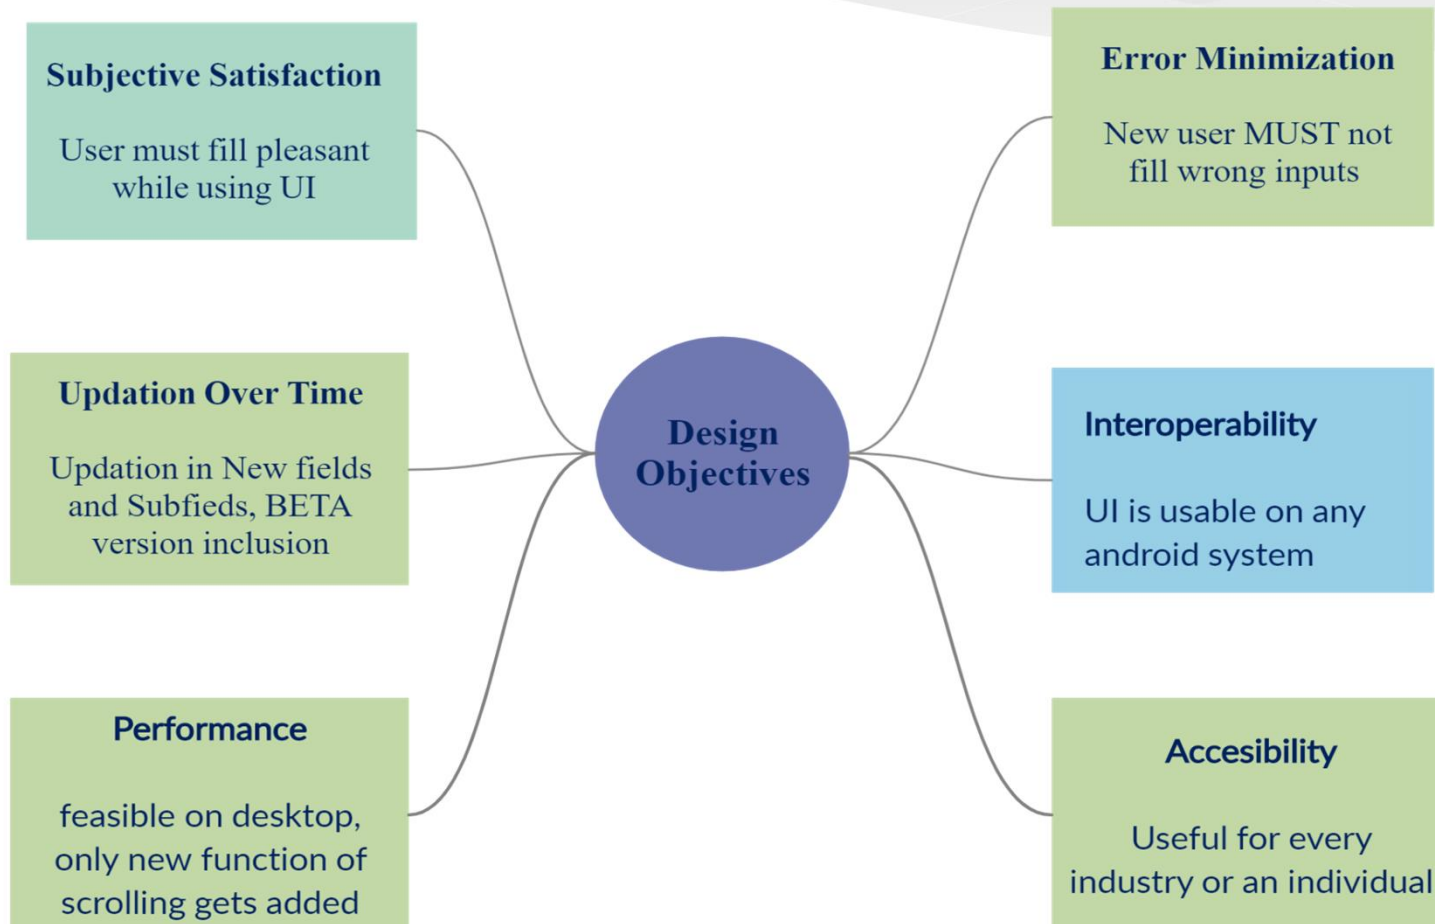 Subjective Satisfaction
User must fill pleasant
while using UI
Updation Over Time
Updation in New fields
and Subfieds, BETA
version inclusion
Performance
feasible on desktop,
only new function of
scrolling gets added
Design
Objectives
Error Minimization
New user MUST not
fill wrong inputs
Interoperability
UI is usable on any
android system
Accesibility
Useful for every
industry or an individual